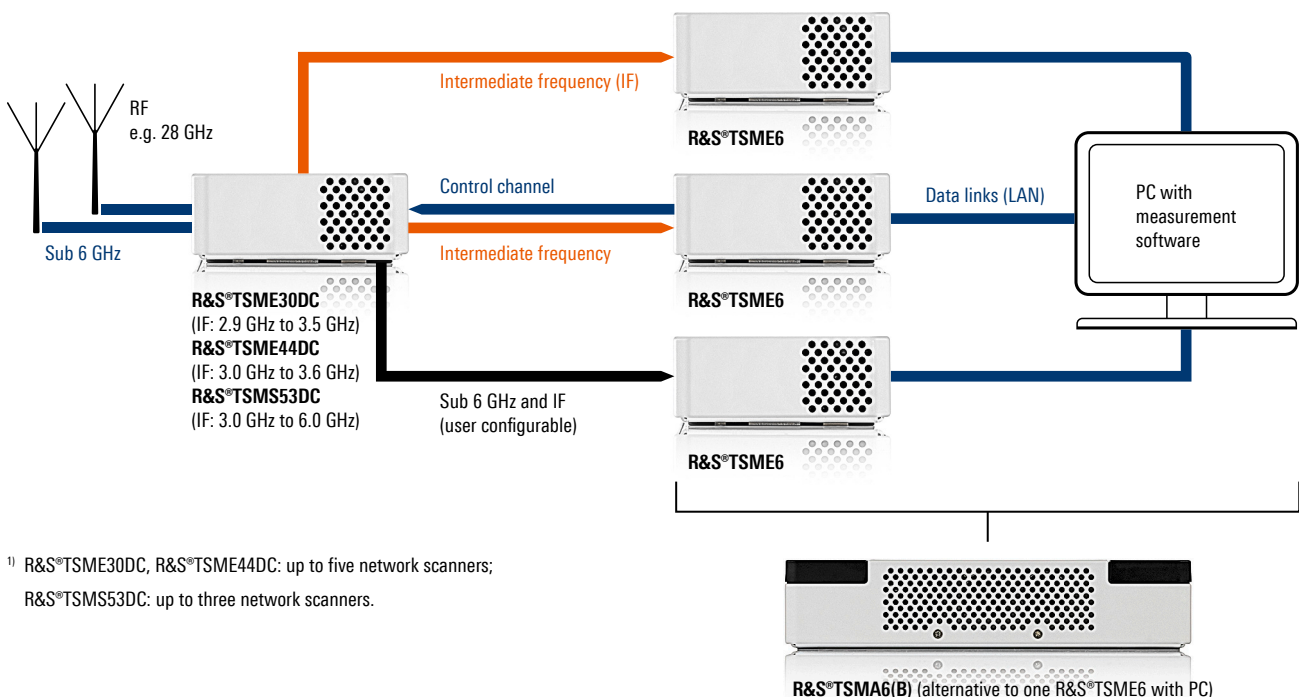 RF
e.g. 28 GHz
Sub 6 GHz
Intermediate frequency (IF)
Control channel
Intermediate frequency
Sub 6 GHz and IF
(user configurable)
R&S®TSME30DC
(IF: 2.9 GHz to 3.5 GHz)
R&S®TSME44DC
(IF: 3.0 GHz to 3.6 GHz)
R&S®TSMS53DC
(IF: 3.0 GHz to 6.0 GHz)
R&S®TSME6
R&S®TSME6
R&S®TSME6
Data links (LAN)
PC with
measurement
software
1) R&S®TSME30DC, R&S®TSME44DC: up to five network scanners;
R&S®TSMS53DC: up to three network scanners.
R&S®TSMA6(B) (alternative to one R&S®TSME6 with PC)